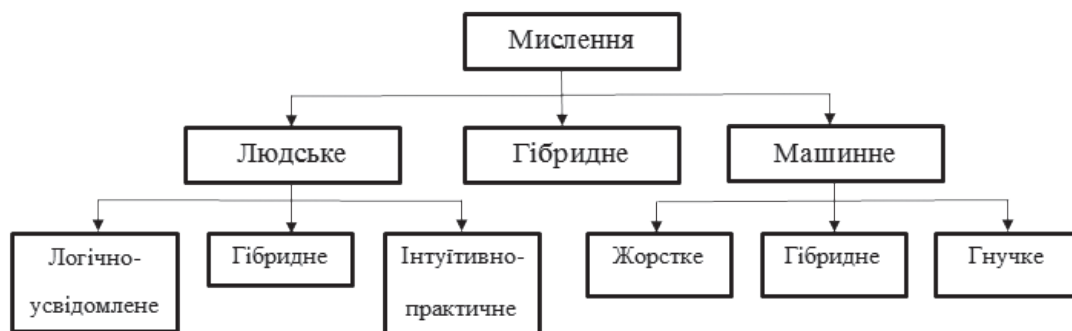 Мислення
Людське
Гібридне
Машинне
Логічно-
усвідомлене
Гібридне
Інтуїтивно-
практичне
Жорстке
Гібридне
Гнучке